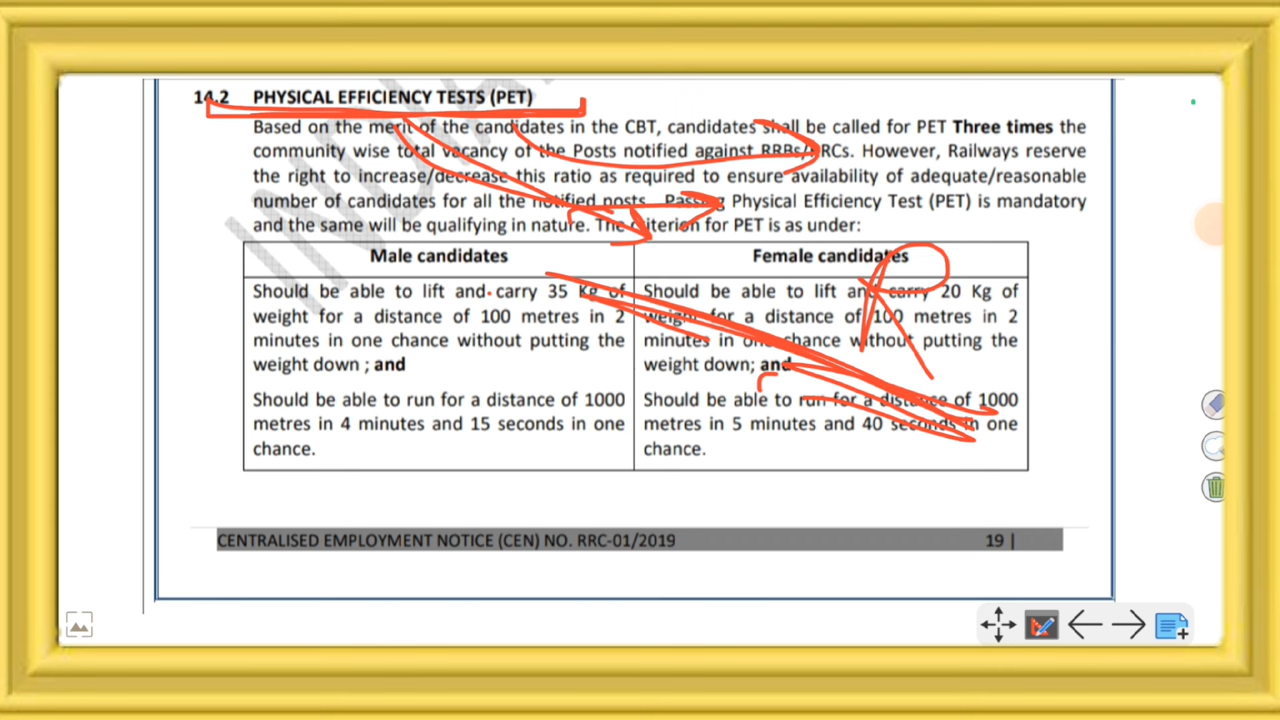 14.2 PHYSICAL EFFICIENCY TESTS (PET)
Based on the merit of the candidates in the CBT, candidates shall be called for PET Three times the
community wise total vacancy of the Posts notified against RRBs/RRCs. However, Railways reserve
the right to increase/decrease this ratio as required to ensure availability of adequate/reasonable
number of candidates for all the notified posts. Passing Physical Efficiency Test (PET) is mandatory
and the same will be qualifying in nature. The criterion for PET is as under:
Male candidates
Should be able to lift and carry 35 Kg of
weight for a distance of 100 metres in 2
minutes in one chance without putting the
weight down ; and
Should be able to run for a distance of 1000
metres in 4 minutes and 15 seconds in one
chance.
Female candidates
Should be able to lift and carry 20 Kg of
weight for a distance of 100 metres in 2
minutes in one chance without putting the
weight down; and
Should be able to run for a distance of 1000
metres in 5 minutes and 40 seconds in one
chance.
CENTRALISED EMPLOYMENT NOTICE (CEN) NO. RRC-01/2019 19 |